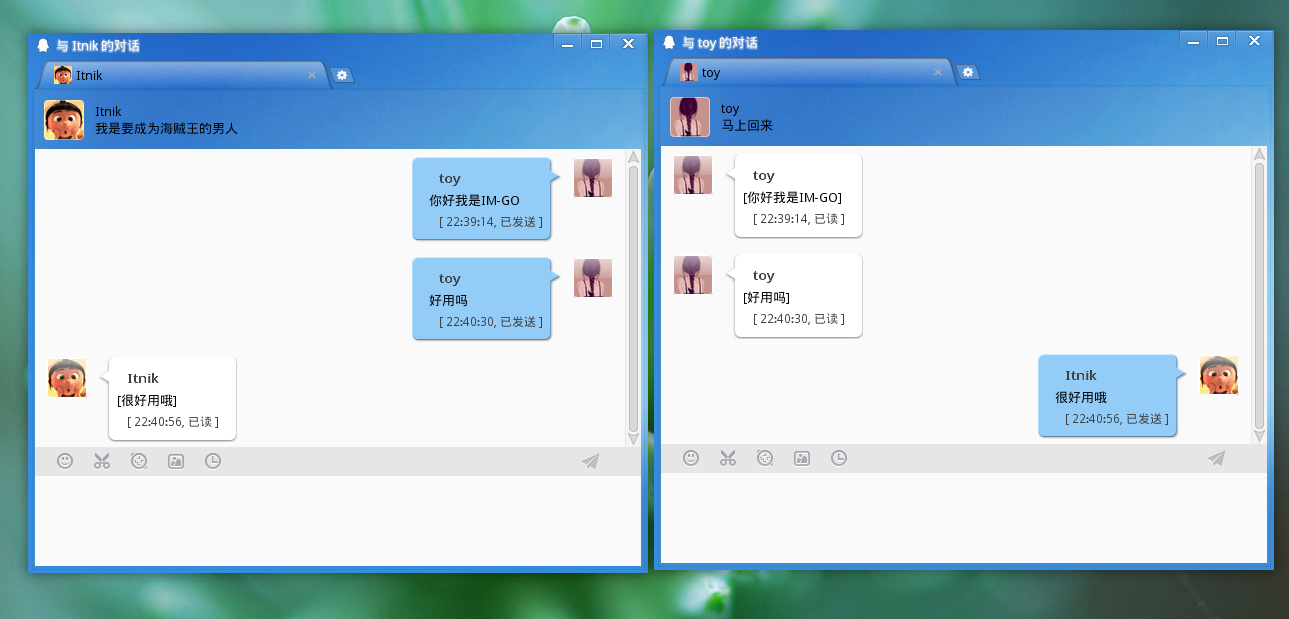 与 Itnik 的对话
Itnik
Itnik
我是要成为海贼王的男人
toy
你好我是IM-GO
[ 22:39:14, 已发送 ]
toy
好用吗
[ 22:40:30, 已发送 ]
Itnik
[很好用哦]
[ 22:40:56, 已读 ]
与 toy 的对话
toy
toy
马上回来
toy
[你好我是IM-GO]
[ 22:39:14, 已读 ]
toy
[好用吗]
[ 22:40:30, 已读 ]
Itnik
很好用哦
[ 22:40:56, 已发送 ]